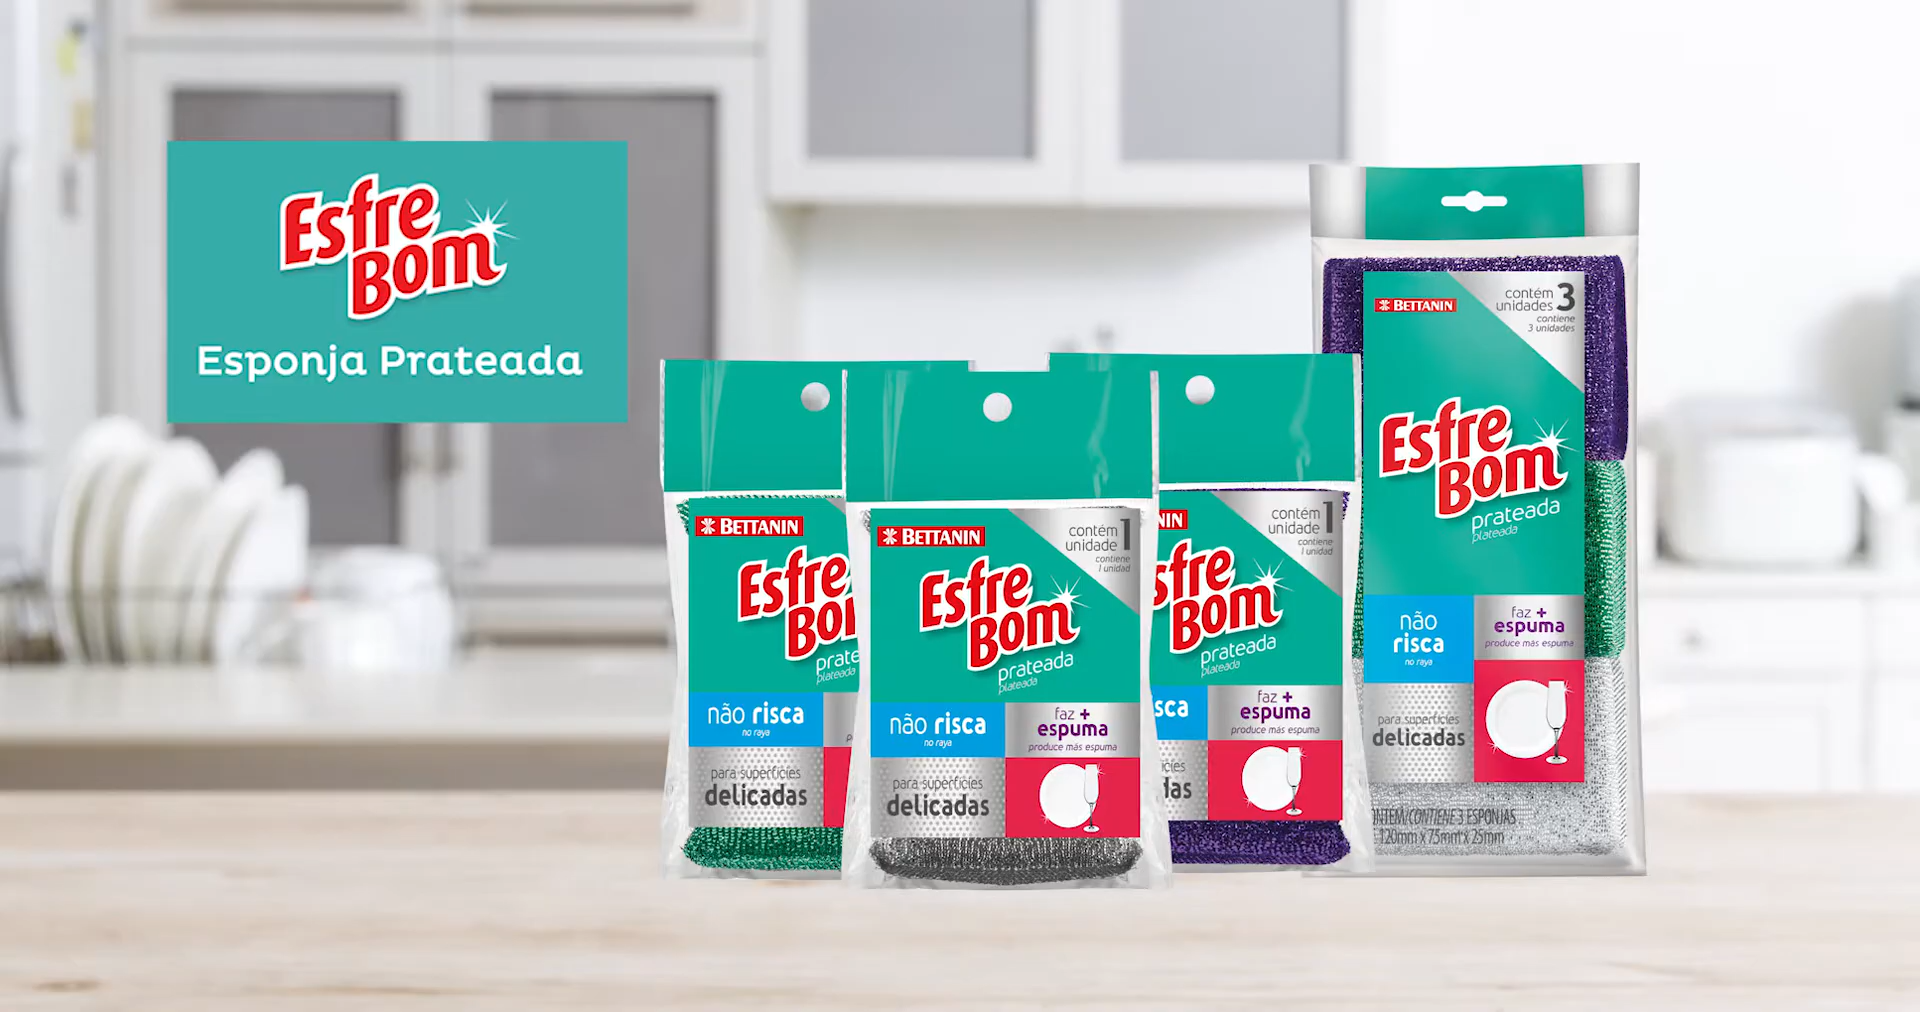 Esfre
Bom
Esponja Prateada
BETTANIN
Esfre
prateada
plateada
não risca
no raya
para superfícies
delicadas
BETTANIN
contém 1
unidade
contiene
1 unidad
Esfre
Bom
prateada
plateada
não risca
no raya
faz +
espuma
produce más espuma
para superfícies
delicadas
contém 1
unidade
contiene
1 unidad
Bom
prateada
plateada
faz +
espuma
produce más espuma
BETTANIN
contém 3
unidades
contiene
3 unidades
Esfre
Bom
prateada
plateada
não
risca
no raya
faz +
espuma
produce más espuma
para superfícies
delicadas
CONTIENE 3 ESPONJAS
120mm x 75mm x 25mm